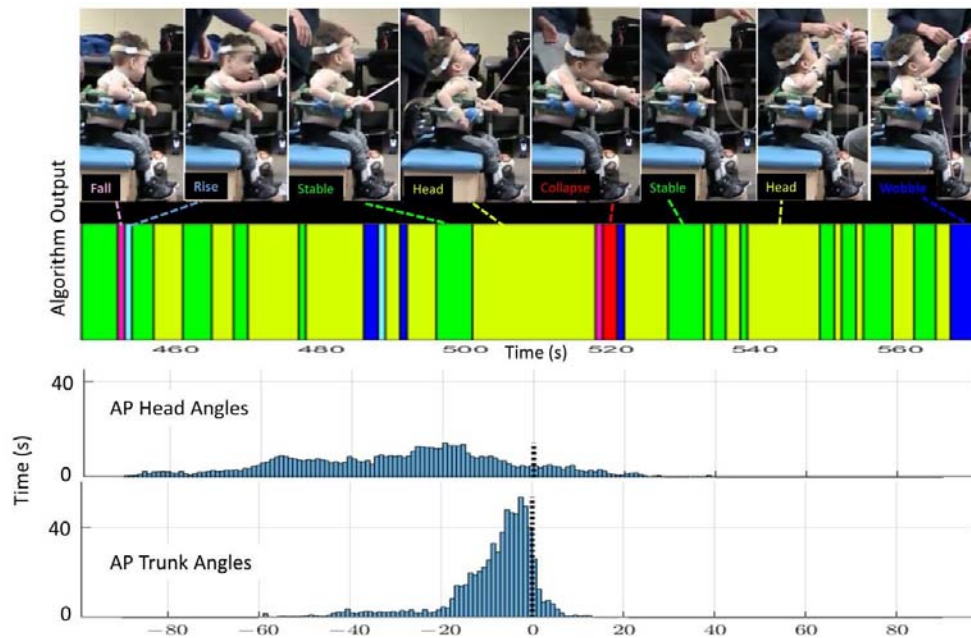 Fall Rise Stable Head Collapse Stable Head Wobble
Algorithm Output
460 480 500 520 540 560
Time (s)
40
AP Head Angles
0
-80 -60 -40 -20 0 20 40 60 80
Time (s)
40
AP Trunk Angles
0